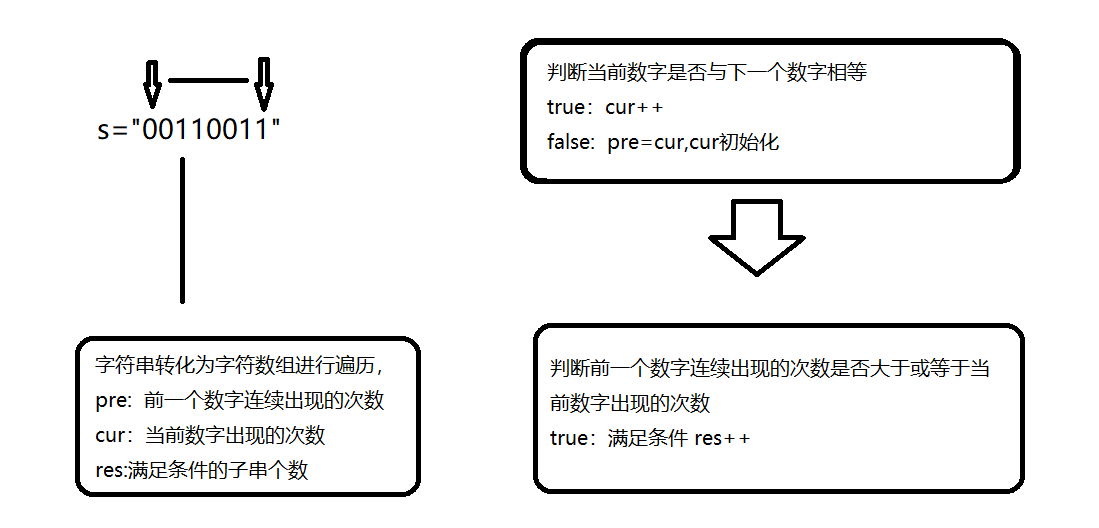 s="00110011"
字符串转化为字符数组进行遍历，
pre：前一个数字连续出现的次数
cur：当前数字出现的次数
res:满足条件的子串个数
判断当前数字是否与下一个数字相等
true：cur++
false：pre=cur,cur初始化
判断前一个数字连续出现的次数是否大于或等于当
前数字出现的次数
true：满足条件 res++